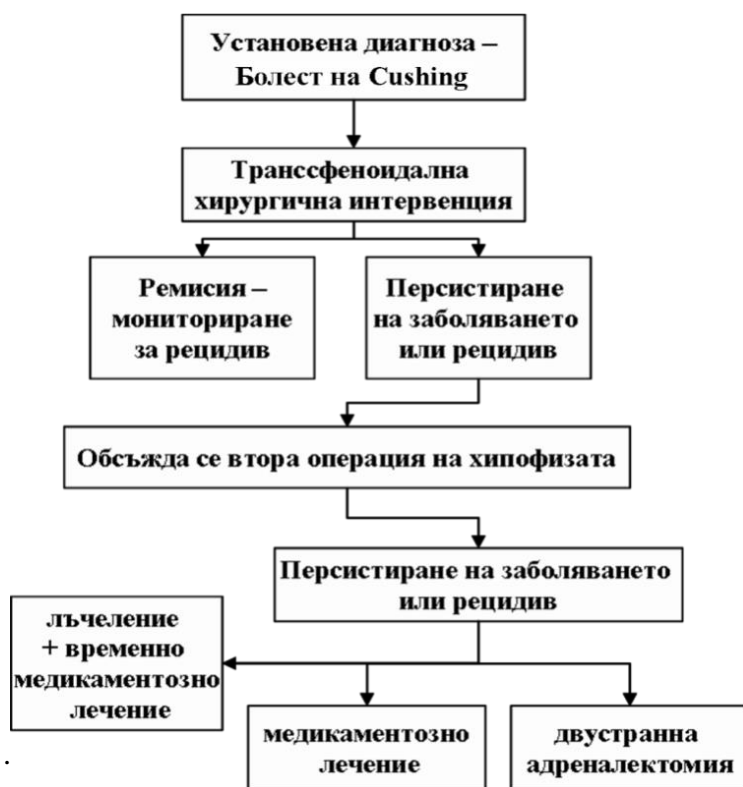 Установена диагноза –
Болест на Cushing
Транссфеноидална
хирургична интервенция
Ремисия –
мониториране
за рецидив
Персистиране
на заболяването
или рецидив
Обсъжда се втора операция на хипофизата
Персистиране на заболяването
или рецидив
лъчеление
+ временно
медикаментозно
лечение
медикаментозно
лечение
двустранна
адреналектомия
.